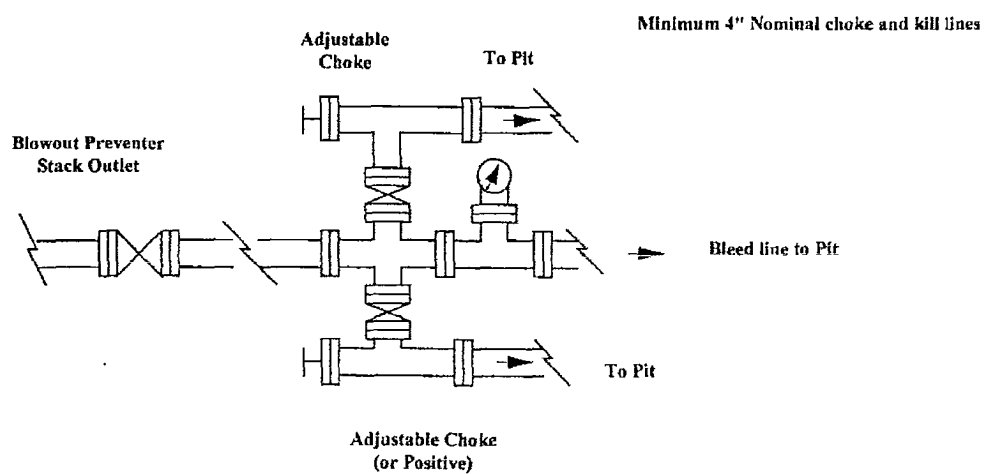 Minimum 4" Nominal choke and kill lines
Adjustable
Choke
To Pit
Blowout Preventer
Stack Outlet
Bleed line to Pit
To Pit
Adjustable Choke
(or Positive)